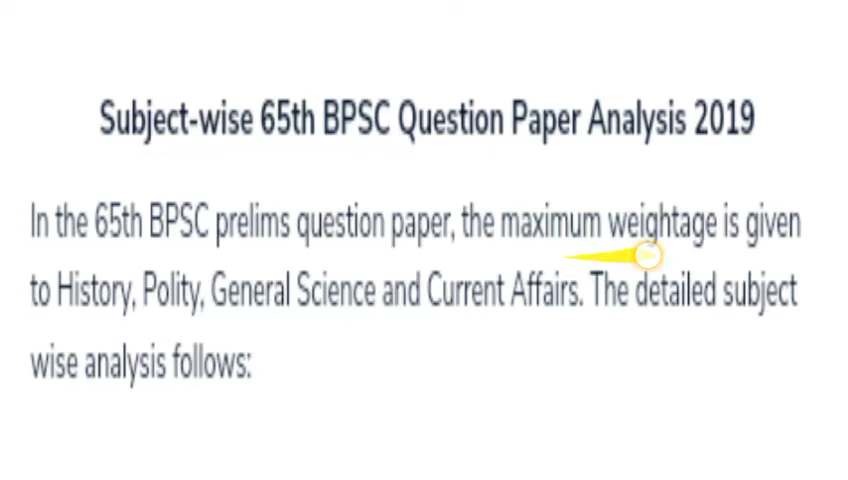 Subject-wise 65th BPSC Question Paper Analysis 2019
In the 65th BPSC prelims question paper, the maximum weightage is given
to History, Polity, General Science and Current Affairs. The detailed subject
wise analysis follows: